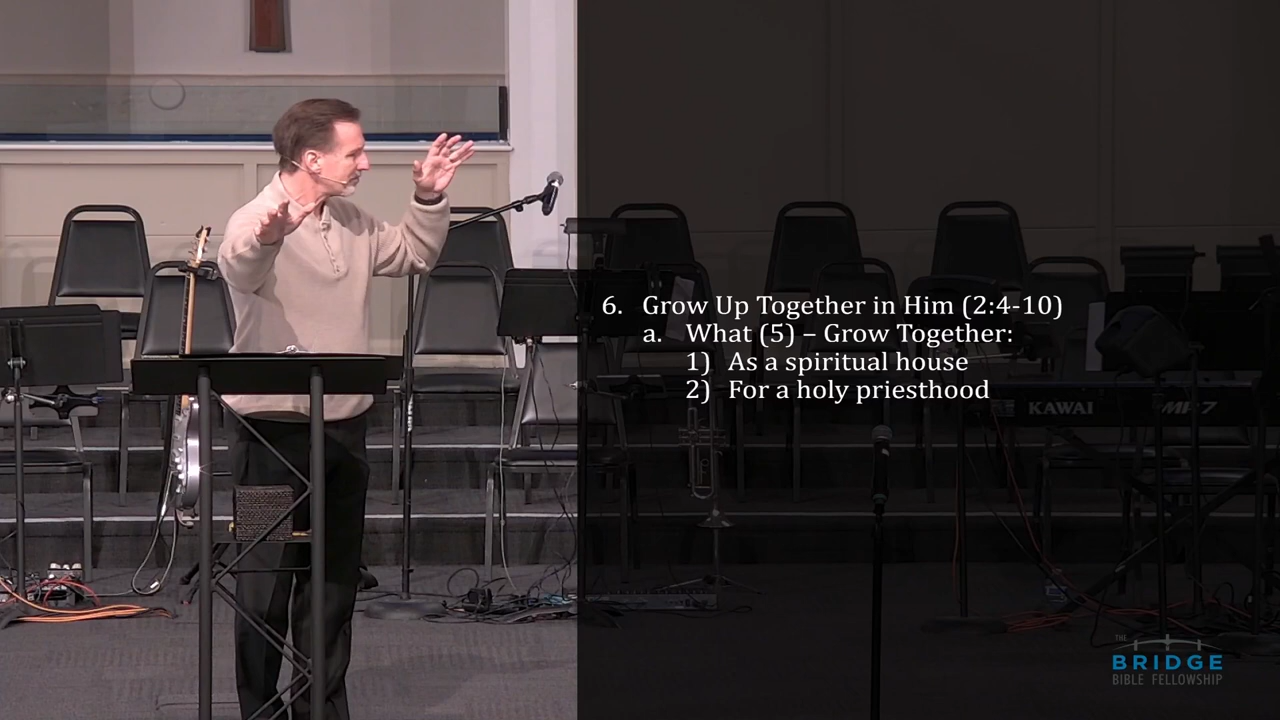 6. Grow Up Together in Him (2:4-10)
a. What (5) – Grow Together:
1) As a spiritual house
2) For a holy priesthood
KAWAI MP7
THE
BRIDGE
BIBLE FELLOWSHIP